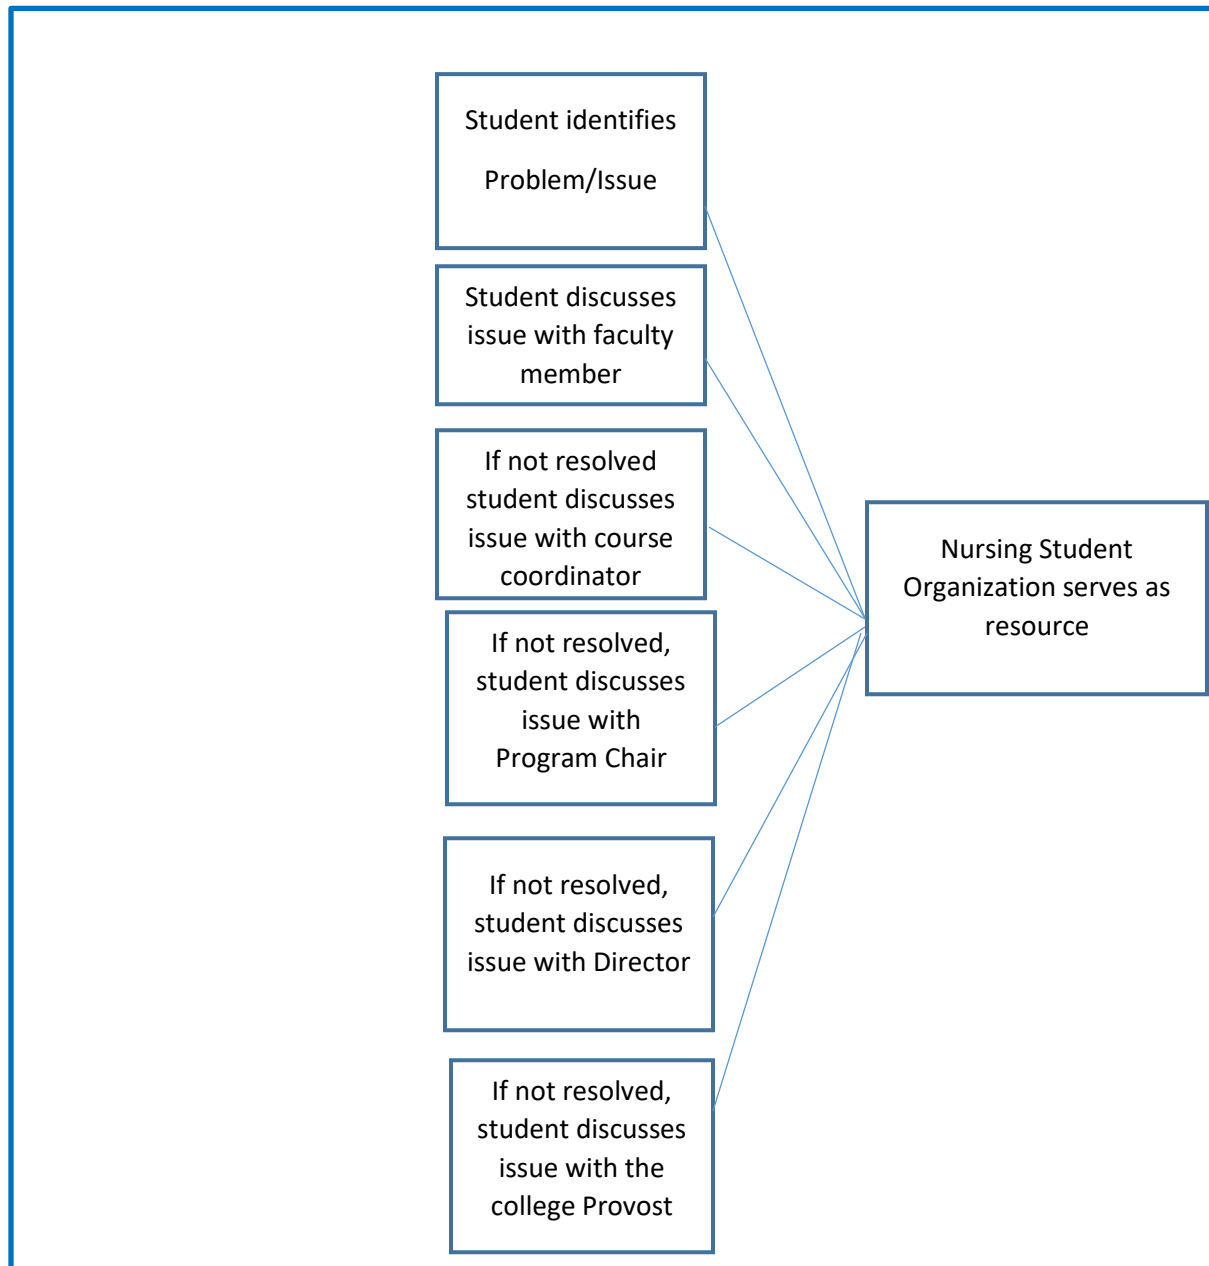 Student identifies
Problem/Issue
Student discusses
issue with faculty
member
If not resolved
student discusses
issue with course
coordinator
If not resolved,
student discusses
issue with
Program Chair
If not resolved,
student discusses
issue with Director
If not resolved,
student discusses
issue with the
college Provost
Nursing Student
Organization serves as
resource